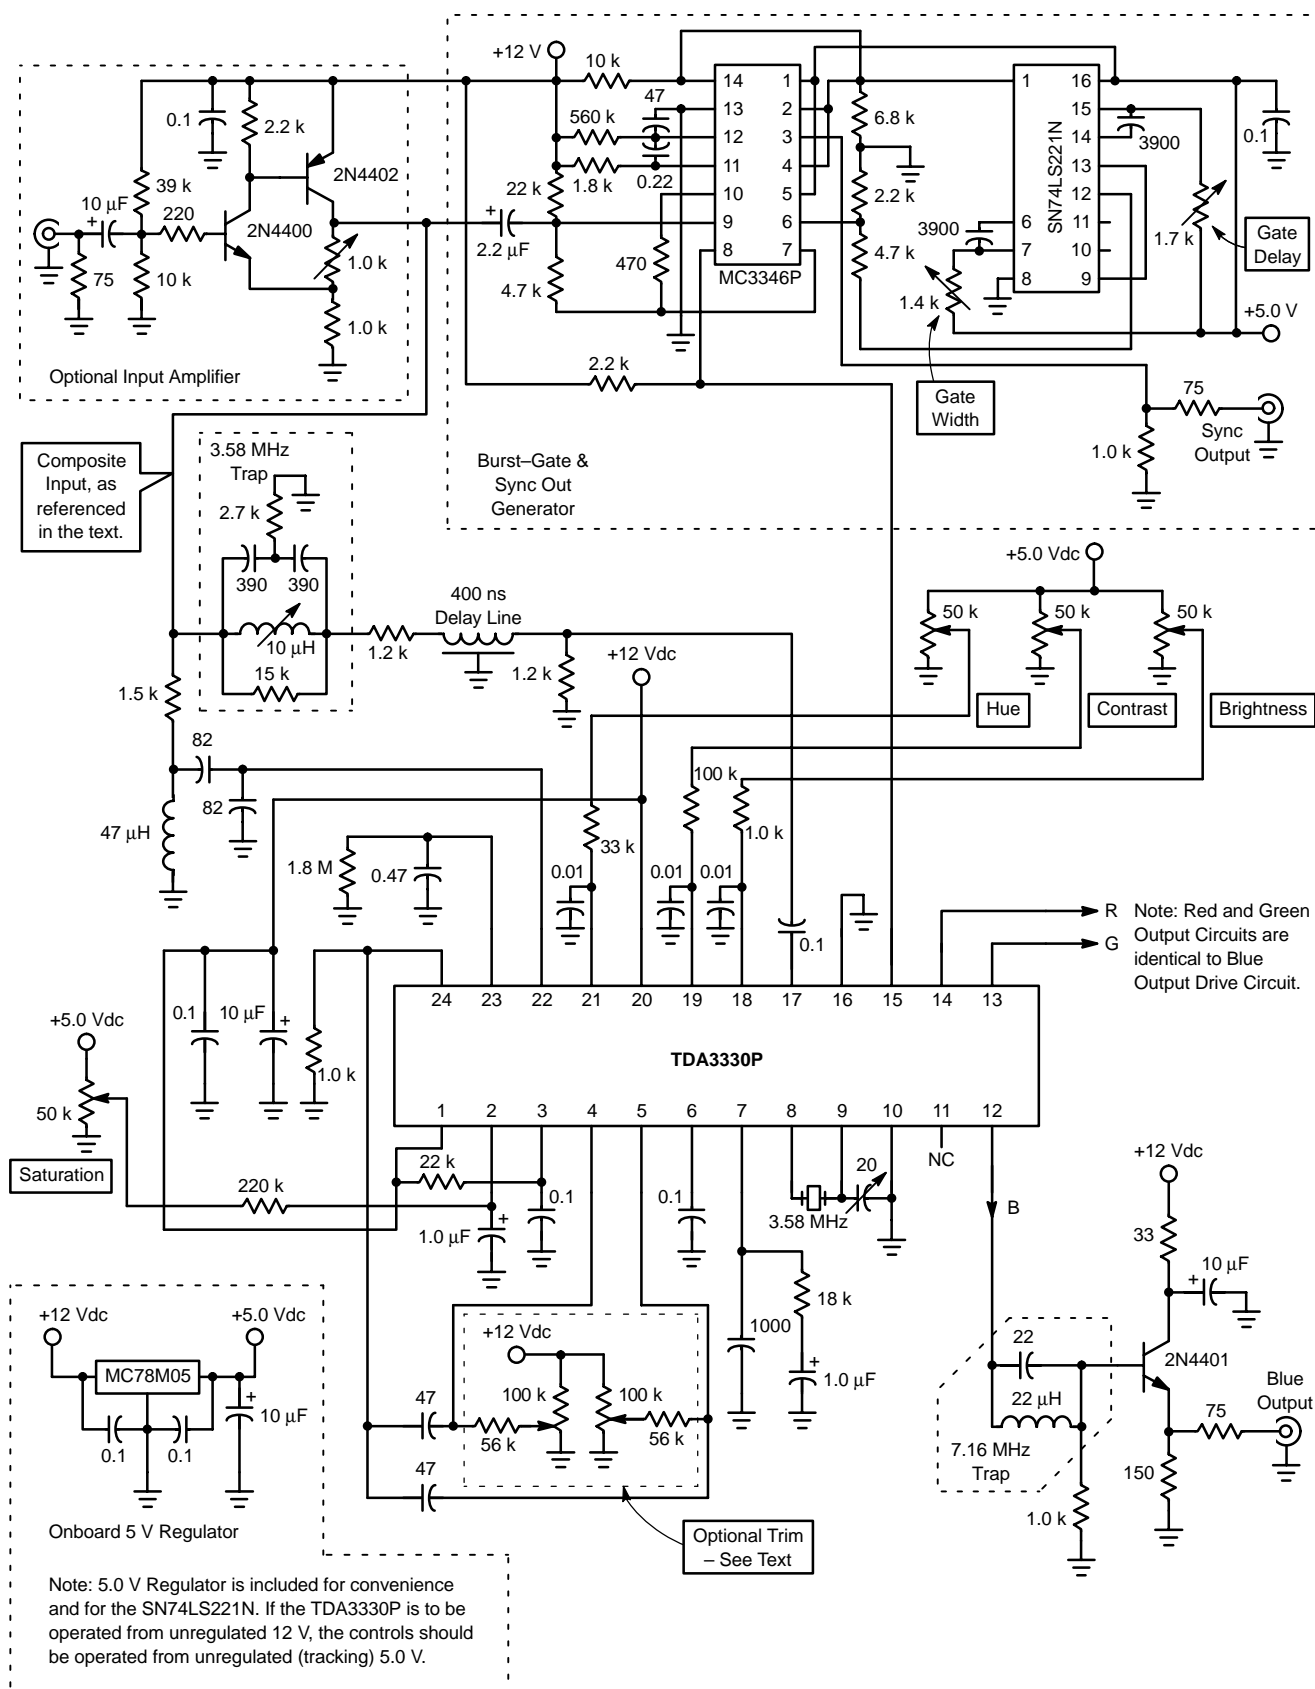 +12 V
10 k
14
1
1
16
47
13
2
15
0.1
2.2 k
560 k
12
3
6.8 k
14
3900
0.1
2N4402
1.8 k
0.22
11
4
13
39 k
22 k
10
5
2.2 k
12
10 µF
+
220
2N4400
+
2.2 µF
9
6
3900
6
11
SN74LS221N
1.7 k
Gate
Delay
75
10 k
1.0 k
470
8
7
4.7 k
7
10
MC3346P
8
9
4.7 k
1.4 k
1.0 k
+5.0 V
Optional Input Amplifier
2.2 k
Gate
Width
75
Sync
Output
1.0 k
Composite
Input, as
referenced
in the text.
3.58 MHz
Trap
2.7 k
390
390
Burst–Gate &
Sync Out
Generator
+5.0 Vdc
400 ns
Delay Line
50 k
50 k
50 k
10 µH
1.2 k
+12 Vdc
15 k
1.2 k
1.5 k
Hue
Contrast
Brightness
82
100 k
82
47 µH
33 k
1.0 k
1.8 M
0.47
0.01
0.01
0.01
0.1
R
G
Note: Red and Green
Output Circuits are
identical to Blue
Output Drive Circuit.
24
23
22
21
20
19
18
17
16
15
14
13
0.1
10 µF
+
+5.0 Vdc
1.0 k
TDA3330P
50 k
1
2
3
4
5
6
7
8
9
10
11
12
Saturation
22 k
NC
20
+12 Vdc
220 k
0.1
0.1
3.58 MHz
B
1.0 µF
+
33
10 µF
+
18 k
+12 Vdc
+5.0 Vdc
+12 Vdc
1000
22
2N4401
MC78M05
+
10 µF
0.1
0.1
47
100 k
100 k
+
1.0 µF
56 k
56 k
22 µH
Blue
Output
75
7.16 MHz
Trap
150
47
1.0 k
Onboard 5 V Regulator
Optional Trim
– See Text
Note: 5.0 V Regulator is included for convenience
and for the SN74LS221N. If the TDA3330P is to be
operated from unregulated 12 V, the controls should
be operated from unregulated (tracking) 5.0 V.